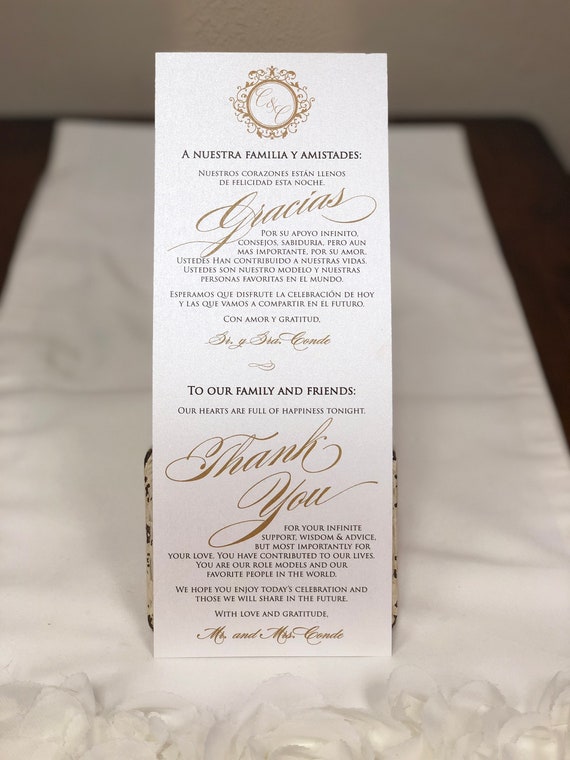 C&C
A NUESTRA FAMILIA Y AMISTADES:
NUESTROS CORAZONES ESTÁN LLENOS
DE FELICIDAD ESTA NOCHE.
Gracias
POR SU APOYO INFINITO,
CONSEJOS, SABIDURIA, PERO AUN
MAS IMPORTANTE, POR SU AMOR.
USTEDES HAN CONTRIBUIDO A NUESTRAS VIDAS.
USTEDES SON NUESTRO MODELO Y NUESTRAS
PERSONAS FAVORITAS EN EL MUNDO.
ESPERAMOS QUE DISFRUTE LA CELEBRACIÓN DE HOY
Y LAS QUE VAMOS A COMPARTIR EN EL FUTURO.
CON AMOR Y GRATITUD,
Sr. y Sra. Conde
TO OUR FAMILY AND FRIENDS:
OUR HEARTS ARE FULL OF HAPPINESS TONIGHT.
Thank
You
FOR YOUR INFINITE
SUPPORT, WISDOM & ADVICE,
BUT MOST IMPORTANTLY FOR
YOUR LOVE. YOU HAVE CONTRIBUTED TO OUR LIVES.
YOU ARE OUR ROLE MODELS AND OUR
FAVORITE PEOPLE IN THE WORLD.
WE HOPE YOU ENJOY TODAY'S CELEBRATION AND
THOSE WE WILL SHARE IN THE FUTURE.
WITH LOVE AND GRATITUDE,
Mr. and Mrs. Conde